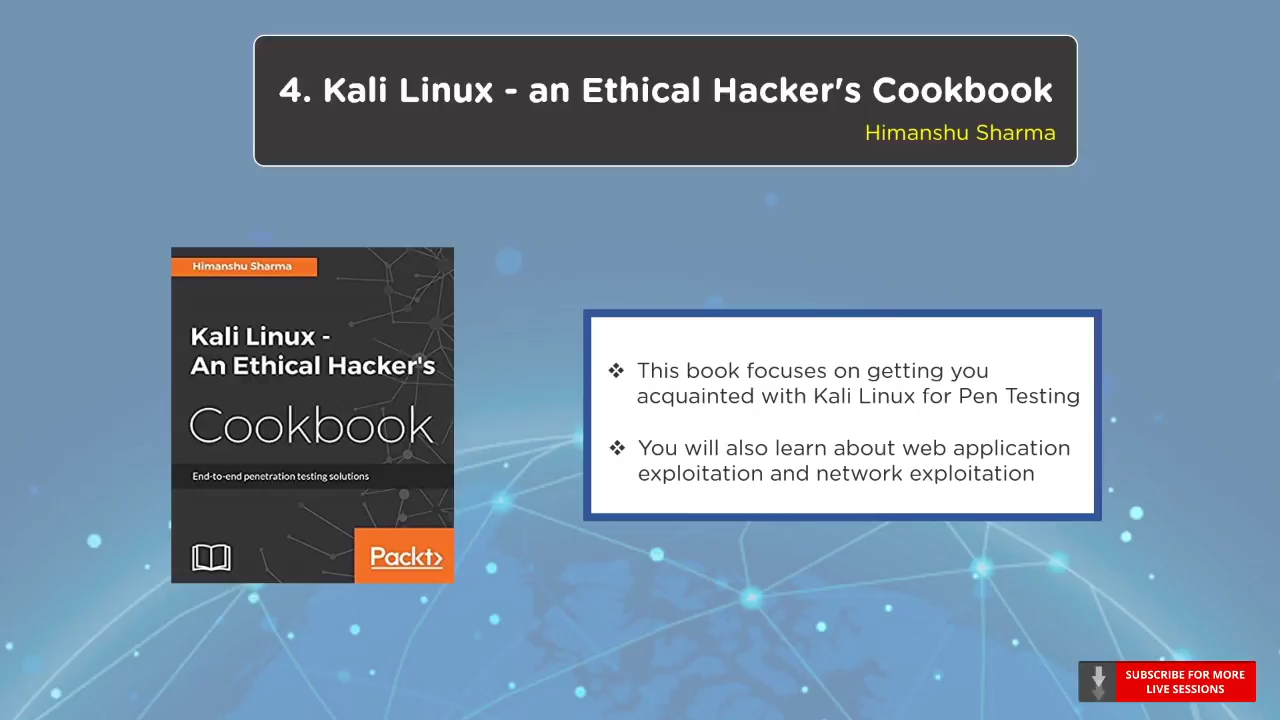 4. Kali Linux - an Ethical Hacker's Cookbook
Himanshu Sharma
Himanshu Sharma
Kali Linux -
An Ethical Hacker's
Cookbook
End-to-end penetration testing solutions
Packt>
❖ This book focuses on getting you
acquainted with Kali Linux for Pen Testing
❖ You will also learn about web application
exploitation and network exploitation
SUBSCRIBE FOR MORE
LIVE SESSIONS